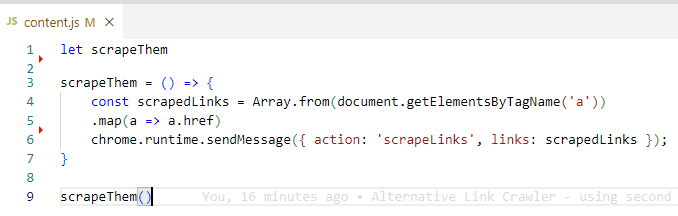 JS content.js M ×
1 let scrapeThem
2
3 scrapeThem = () => {
4 const scrapedLinks = Array.from(document.getElementsByTagName('a'))
5 .map(a => a.href)
6 chrome.runtime.sendMessage({ action: 'scrapeLinks', links: scrapedLinks });
7 }
8
9 scrapeThem() You, 16 minutes ago • Alternative Link Crawler - using second